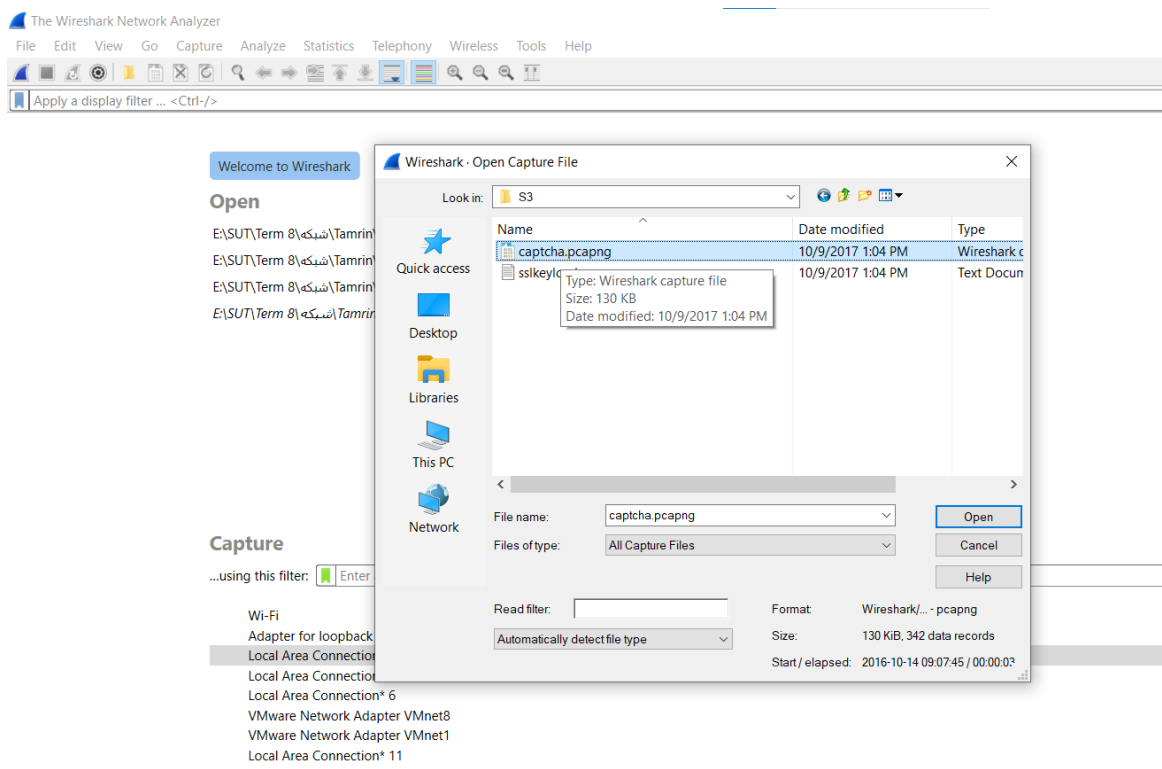 The Wireshark Network Analyzer
File Edit View Go Capture Analyze Statistics Telephony Wireless Tools Help
Apply a display filter ... <Ctrl-/>
Welcome to Wireshark
Open
E:\SUT\Term 8\شبکه\Tamrin\
E:\SUT\Term 8\شبکه\Tamrin\
E:\SUT\Term 8\شبکه\Tamrin\
E:\SUT\Term 8\شبکه\Tamrin
Capture
...using this filter: Enter
Wi-Fi
Adapter for loopback
Local Area Connection
Local Area Connection
Local Area Connection* 6
VMware Network Adapter VMnet8
VMware Network Adapter VMnet1
Local Area Connection* 11
Wireshark · Open Capture File
Look in: S3
Quick access
Desktop
Libraries
This PC
Network
Name Date modified Type
captcha.pcapng 10/9/2017 1:04 PM Wireshark c
sslkeylo 10/9/2017 1:04 PM Text Docum
Type: Wireshark capture file
Size: 130 KB
Date modified: 10/9/2017 1:04 PM
File name: captcha.pcapng Open
Files of type: All Capture Files Cancel
Help
Read filter: Format: Wireshark/... - pcapng
Automatically detect file type Size: 130 KiB, 342 data records
Start / elapsed: 2016-10-14 09:07:45 / 00:00:03